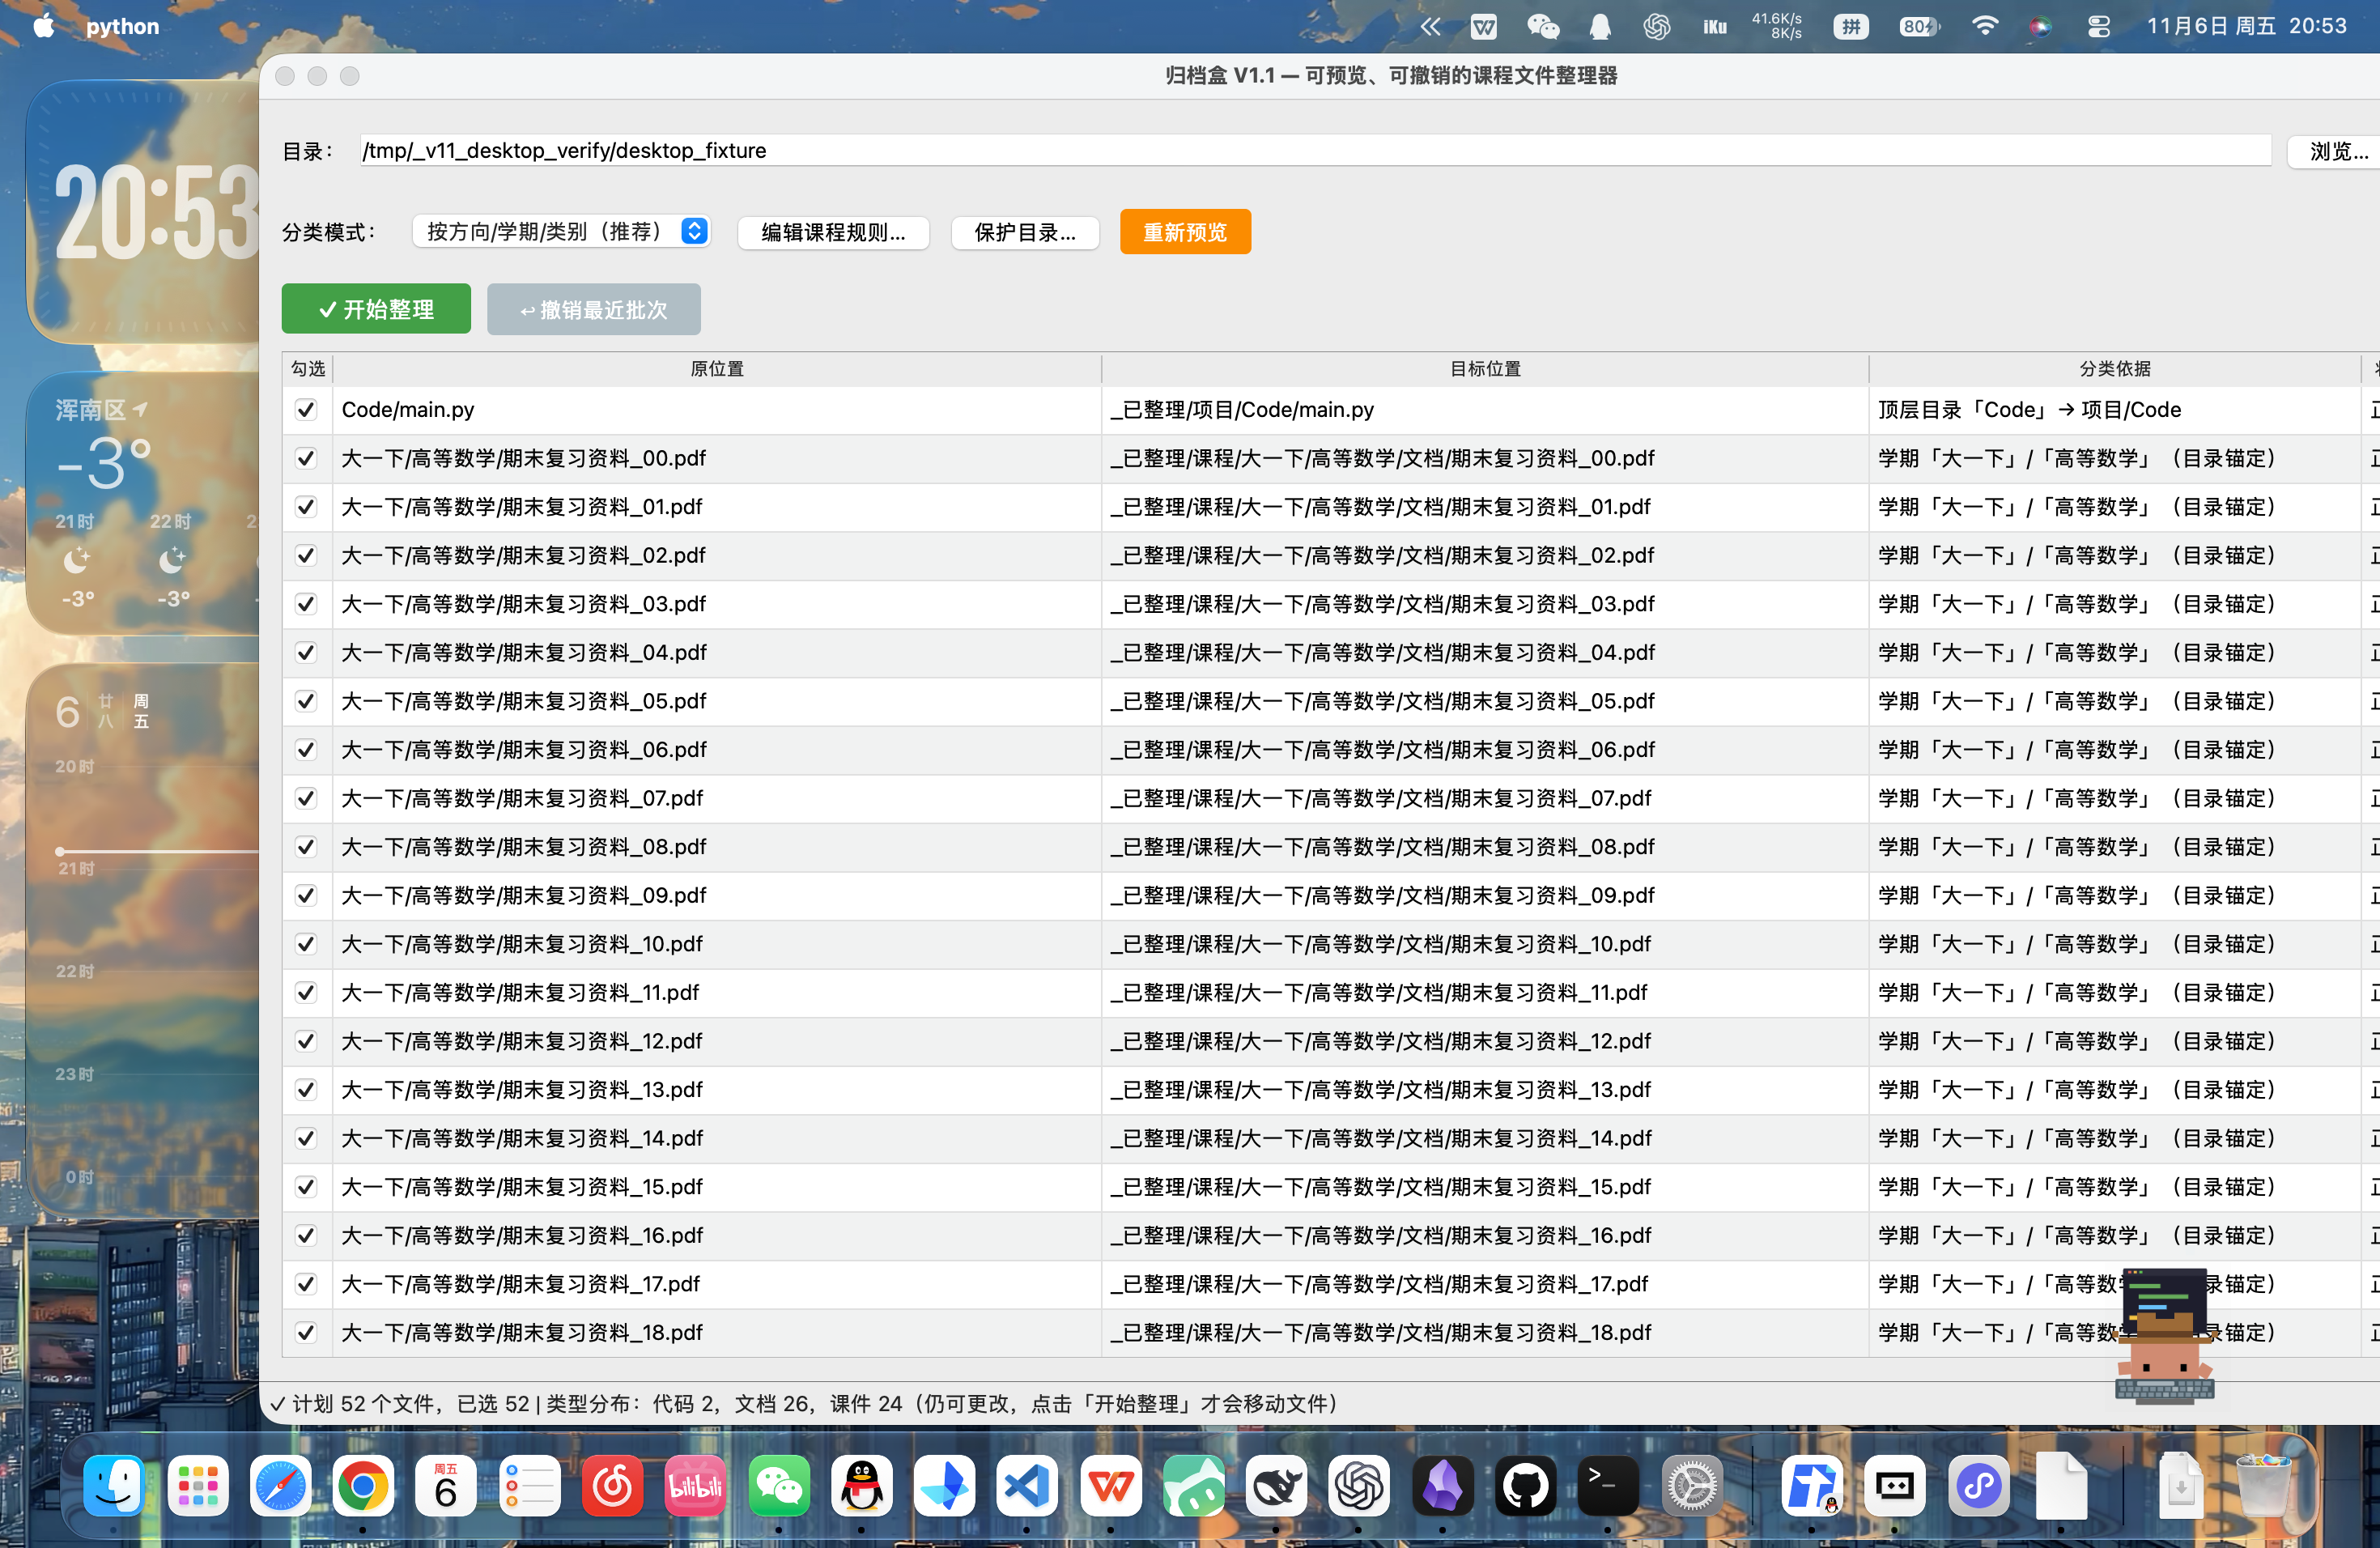 python
41.6K/s
8K/s
拼
80
11月6日 周五 20:53
归档盒 V1.1 — 可预览、可撤销的课程文件整理器
20:53
目录：
/tmp/_v11_desktop_verify/desktop_fixture
浏览...
分类模式：
按方向/学期/类别（推荐）
编辑课程规则...
保护目录...
重新预览
✓ 开始整理
↩ 撤销最近批次
勾选 原位置 目标位置 分类依据
Code/main.py _已整理/项目/Code/main.py 顶层目录「Code」→ 项目/Code
大一下/高等数学/期末复习资料_00.pdf _已整理/课程/大一下/高等数学/文档/期末复习资料_00.pdf 学期「大一下」/「高等数学」（目录锚定）
大一下/高等数学/期末复习资料_01.pdf _已整理/课程/大一下/高等数学/文档/期末复习资料_01.pdf 学期「大一下」/「高等数学」（目录锚定）
大一下/高等数学/期末复习资料_02.pdf _已整理/课程/大一下/高等数学/文档/期末复习资料_02.pdf 学期「大一下」/「高等数学」（目录锚定）
大一下/高等数学/期末复习资料_03.pdf _已整理/课程/大一下/高等数学/文档/期末复习资料_03.pdf 学期「大一下」/「高等数学」（目录锚定）
大一下/高等数学/期末复习资料_04.pdf _已整理/课程/大一下/高等数学/文档/期末复习资料_04.pdf 学期「大一下」/「高等数学」（目录锚定）
大一下/高等数学/期末复习资料_05.pdf _已整理/课程/大一下/高等数学/文档/期末复习资料_05.pdf 学期「大一下」/「高等数学」（目录锚定）
大一下/高等数学/期末复习资料_06.pdf _已整理/课程/大一下/高等数学/文档/期末复习资料_06.pdf 学期「大一下」/「高等数学」（目录锚定）
大一下/高等数学/期末复习资料_07.pdf _已整理/课程/大一下/高等数学/文档/期末复习资料_07.pdf 学期「大一下」/「高等数学」（目录锚定）
大一下/高等数学/期末复习资料_08.pdf _已整理/课程/大一下/高等数学/文档/期末复习资料_08.pdf 学期「大一下」/「高等数学」（目录锚定）
大一下/高等数学/期末复习资料_09.pdf _已整理/课程/大一下/高等数学/文档/期末复习资料_09.pdf 学期「大一下」/「高等数学」（目录锚定）
大一下/高等数学/期末复习资料_10.pdf _已整理/课程/大一下/高等数学/文档/期末复习资料_10.pdf 学期「大一下」/「高等数学」（目录锚定）
大一下/高等数学/期末复习资料_11.pdf _已整理/课程/大一下/高等数学/文档/期末复习资料_11.pdf 学期「大一下」/「高等数学」（目录锚定）
大一下/高等数学/期末复习资料_12.pdf _已整理/课程/大一下/高等数学/文档/期末复习资料_12.pdf 学期「大一下」/「高等数学」（目录锚定）
大一下/高等数学/期末复习资料_13.pdf _已整理/课程/大一下/高等数学/文档/期末复习资料_13.pdf 学期「大一下」/「高等数学」（目录锚定）
大一下/高等数学/期末复习资料_14.pdf _已整理/课程/大一下/高等数学/文档/期末复习资料_14.pdf 学期「大一下」/「高等数学」（目录锚定）
大一下/高等数学/期末复习资料_15.pdf _已整理/课程/大一下/高等数学/文档/期末复习资料_15.pdf 学期「大一下」/「高等数学」（目录锚定）
大一下/高等数学/期末复习资料_16.pdf _已整理/课程/大一下/高等数学/文档/期末复习资料_16.pdf 学期「大一下」/「高等数学」（目录锚定）
大一下/高等数学/期末复习资料_17.pdf _已整理/课程/大一下/高等数学/文档/期末复习资料_17.pdf 学期「大一下」/「高等数 录锚定）
大一下/高等数学/期末复习资料_18.pdf _已整理/课程/大一下/高等数学/文档/期末复习资料_18.pdf 学期「大一下」/「高等数 录锚定）
✓ 计划 52 个文件，已选 52 | 类型分布：代码 2，文档 26，课件 24（仍可更改，点击「开始整理」才会移动文件）
浑南区
-3°
21时 22时
-3° -3°
6 廿八 周五
20时
21时
22时
23时
0时
周五
6
bilibili